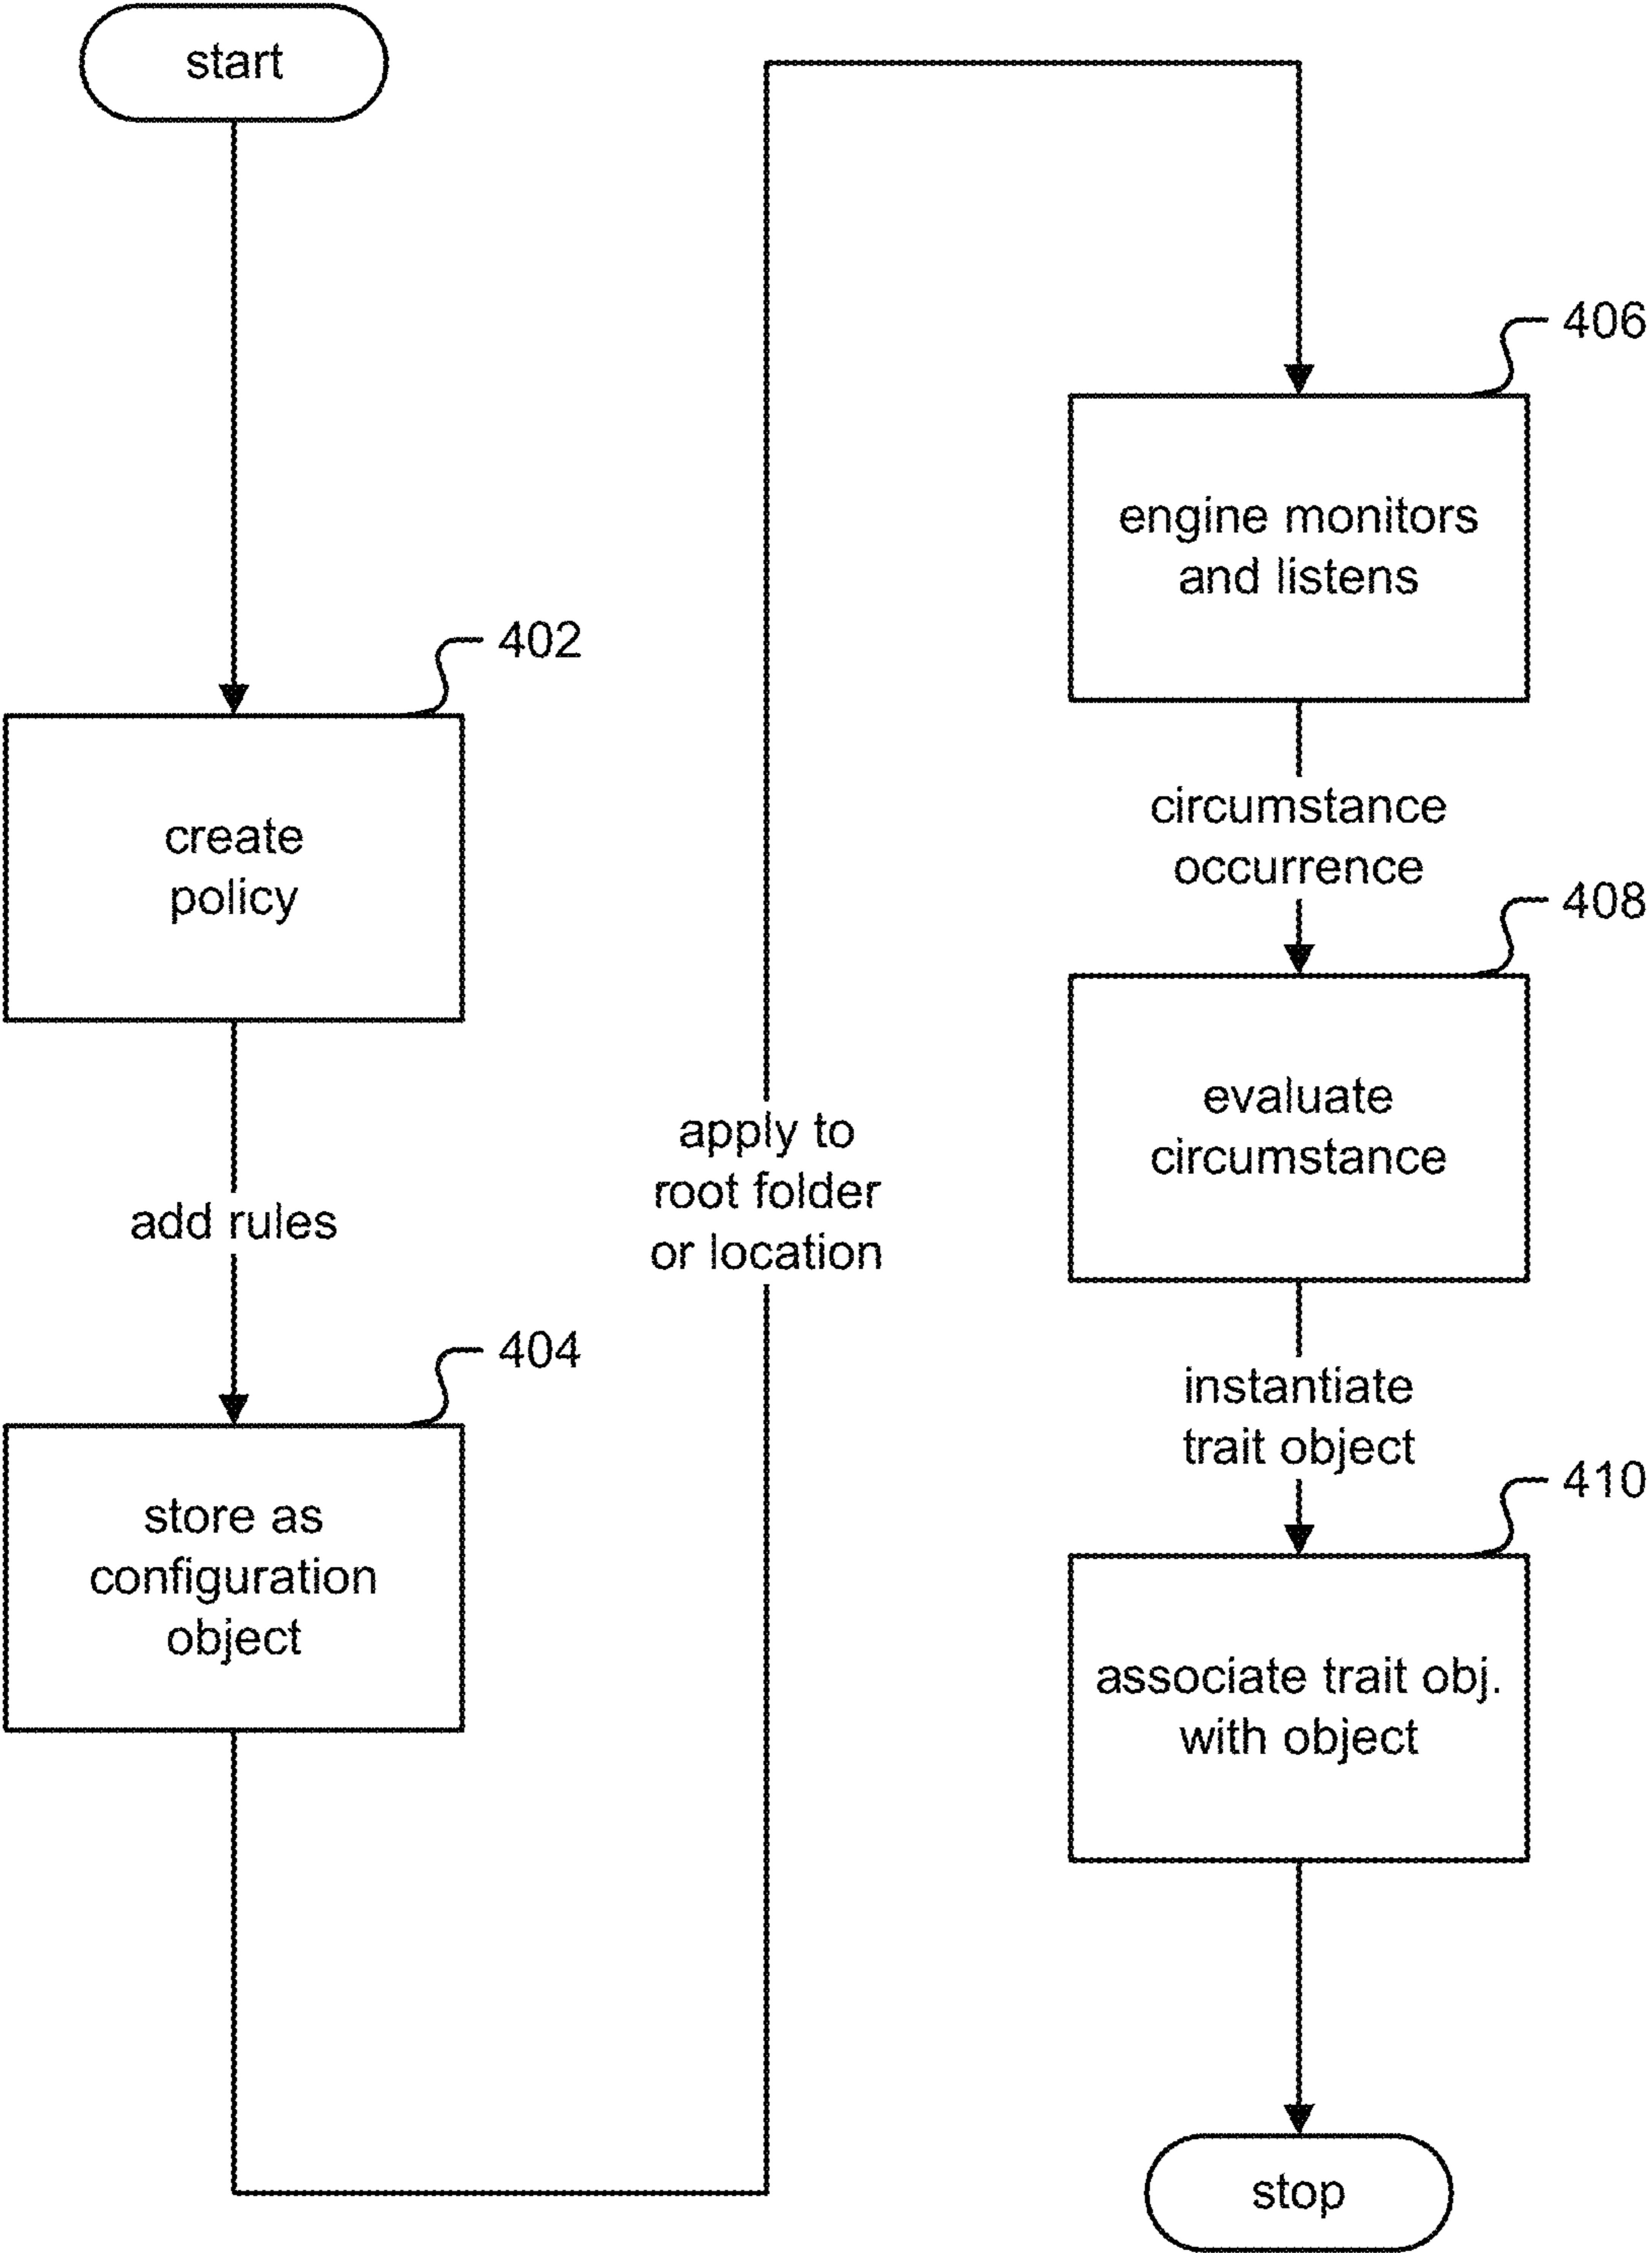 start
402
create
policy
add rules
404
store as
configuration
object
apply to
root folder
or location
406
engine monitors
and listens
circumstance
occurrence
408
evaluate
circumstance
instantiate
trait object
410
associate trait obj.
with object
stop